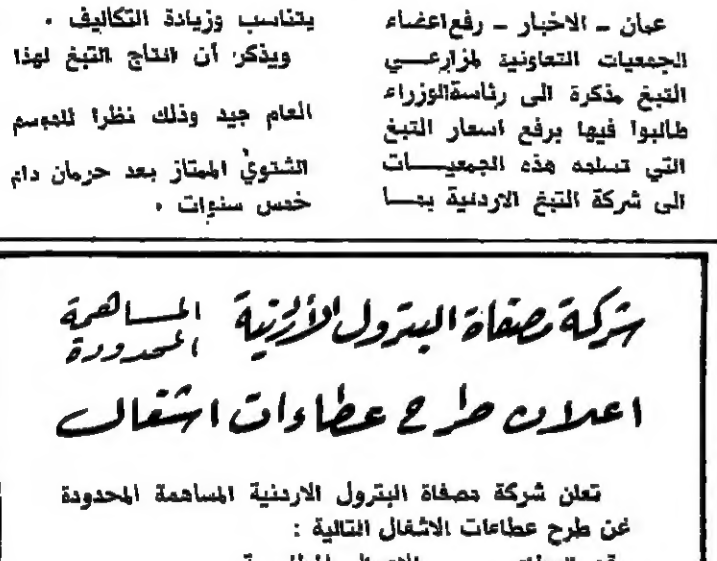 عمان ـ الاخبار ـ رفع اعضاء
الجمعيات التعاونية لمزارعـــي
التبغ مذكرة الى رئاسة الوزراء
طالبوا فيها برفع اسعار التبغ
التي تسلمه هذه الجمعيــــات
الى شركة التبغ الاردنية بمــا
يتناسب وزيادة التكاليف .
ويذكر أن انتاج التبغ لهذا
العام جيد وذلك نظرا للموسم
الشتوي الممتاز بعد حرمان دام
خمس سنوات .
شركة مصفاة البترول الأردنية المساهمة
المحدودة
اعلان طرح عطاءات اشغال
تعلن شركة مصفاة البترول الاردنية المساهمة المحدودة
عن طرح عطاءات الاشغال التالية :